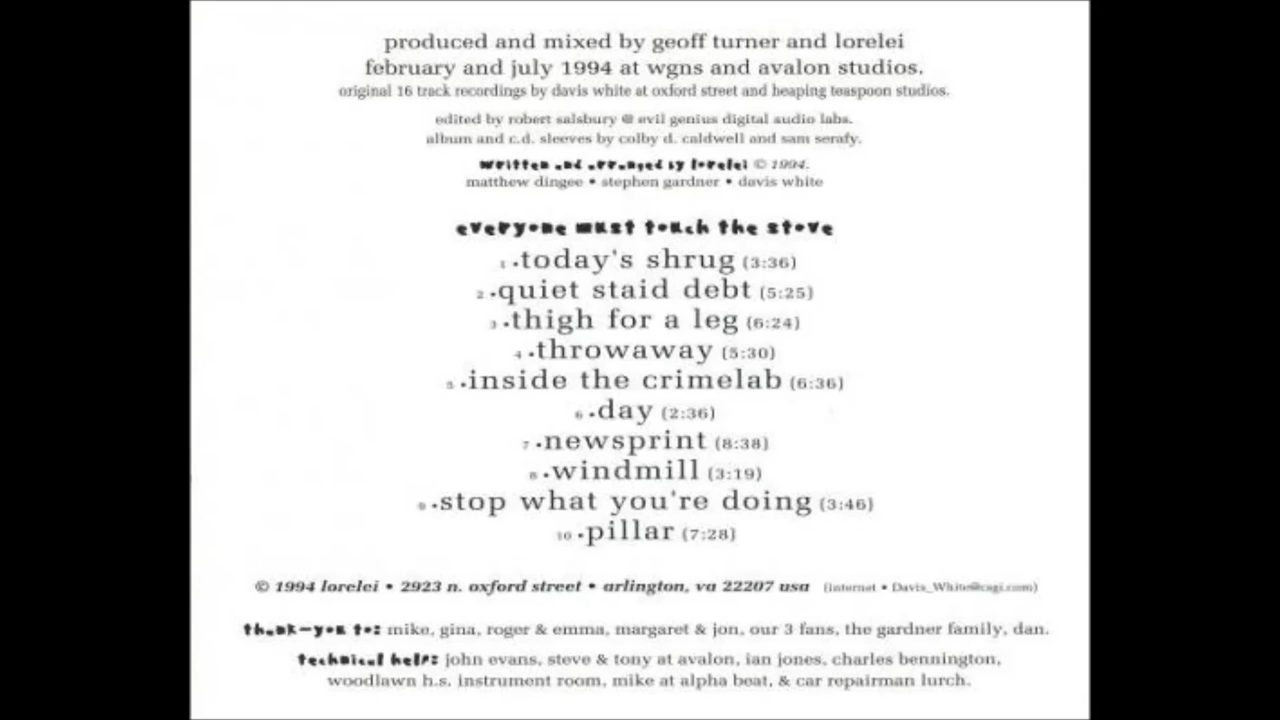 produced and mixed by geoff turner and lorelei
february and july 1994 at wgns and avalon studios.
original 16 track recordings by davis white at oxford street and heaping teaspoon studios.
edited by robert salsbury @ evil genius digital audio labs.
album and c.d. sleeves by colby d. caldwell and sam serafy.
written and arranged by lorelei © 1994.
matthew dingee • stephen gardner • davis white
everyone must touch the stove
1 •today's shrug (3:36)
2 •quiet staid debt (5:25)
3 •thigh for a leg (6:24)
4 •throwaway (5:30)
5 •inside the crimelab (6:36)
6 •day (2:36)
7 •newsprint (8:38)
8 •windmill (3:19)
9 •stop what you're doing (3:46)
10 •pillar (7:28)
© 1994 lorelei • 2923 n. oxford street • arlington, va 22207 usa (internet •
thank-you to: mike, gina, roger & emma, margaret & jon, our 3 fans, the gardner family, dan.
technical help: john evans, steve & tony at avalon, ian jones, charles bennington,
woodlawn h.s. instrument room, mike at alpha beat, & car repairman lurch.